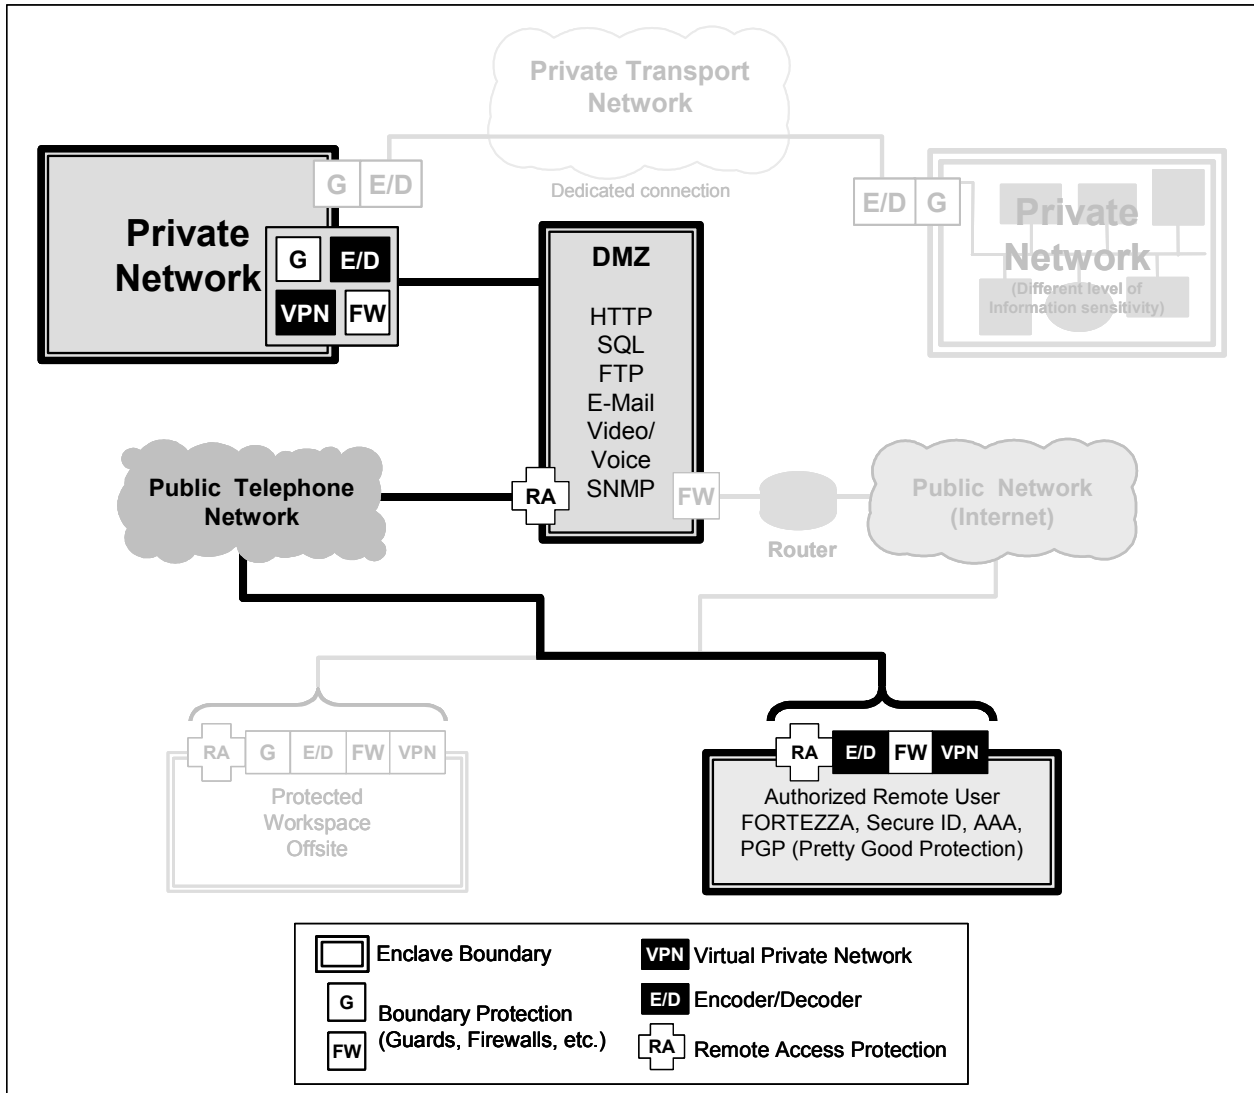 Private Transport
Network
Dedicated connection
G E/D
Private
Network
G E/D
VPN FW
E/D G
Private
Network
(Different level of
Information sensitivity)
DMZ
HTTP
SQL
FTP
E-Mail
Video/
Voice
SNMP
RA
FW
Public Telephone
Network
Router
Public Network
(Internet)
RA G E/D FW VPN
Protected
Workspace
Offsite
RA E/D FW VPN
Authorized Remote User
FORTEZZA, Secure ID, AAA,
PGP (Pretty Good Protection)
Enclave Boundary
G
FW
Boundary Protection
(Guards, Firewalls, etc.)
VPN Virtual Private Network
E/D Encoder/Decoder
RA Remote Access Protection